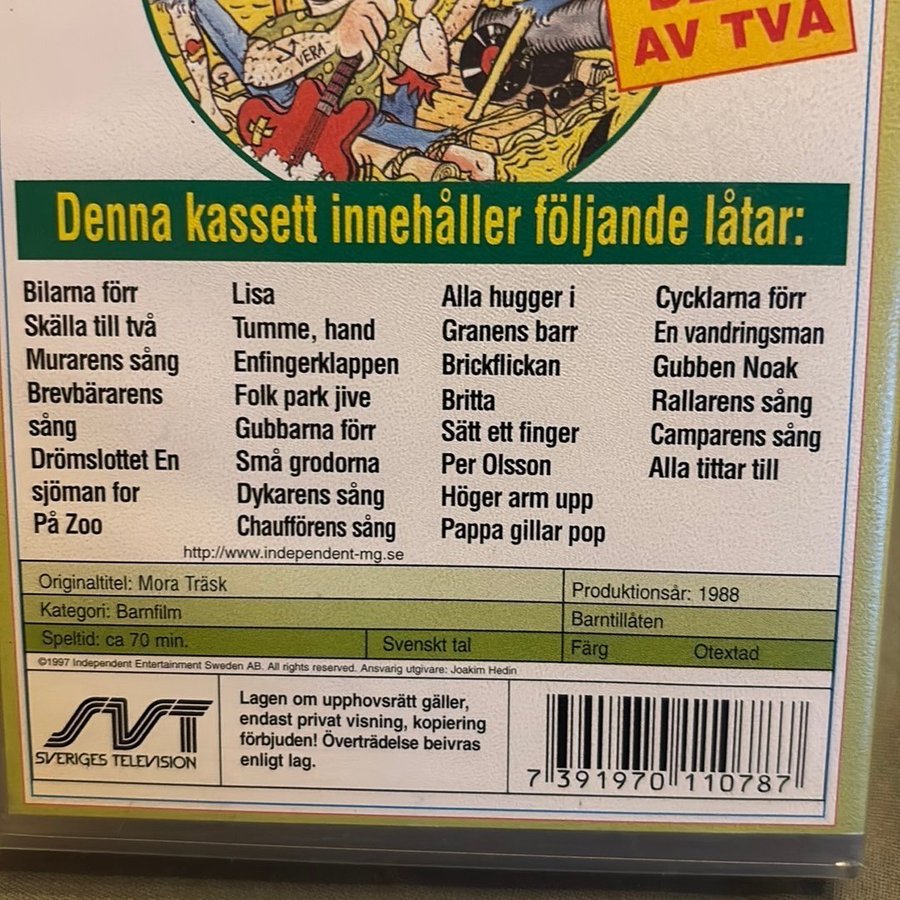 AV TVÅ
VERA
Denna kassett innehåller följande låtar:
Bilarna förr
Skälla till två
Murarens sång
Brevbärarens
sång
Drömslottet En
sjöman for
På Zoo
Lisa
Tumme, hand
Enfingerklappen
Folk park jive
Gubbarna förr
Små grodorna
Dykarens sång
Chaufförens sång
Alla hugger i
Granens barr
Brickflickan
Britta
Sätt ett finger
Per Olsson
Höger arm upp
Pappa gillar pop
Cycklarna förr
En vandringsman
Gubben Noak
Rallarens sång
Camparens sång
Alla tittar till
http://www.independent-mg.se
Originaltitel: Mora Träsk
Produktionsår: 1988
Kategori: Barnfilm
Barntillåten
Speltid: ca 70 min.
Svenskt tal
Färg
Otextad
©1997 Independent Entertainment Sweden AB. All rights reserved. Ansvarig utgivare: Joakim Hedin
SVT
SVERIGES TELEVISION
Lagen om upphovsrätt gäller,
endast privat visning, kopiering
förbjuden! Överträdelse beivras
enligt lag.
7 391970 110787